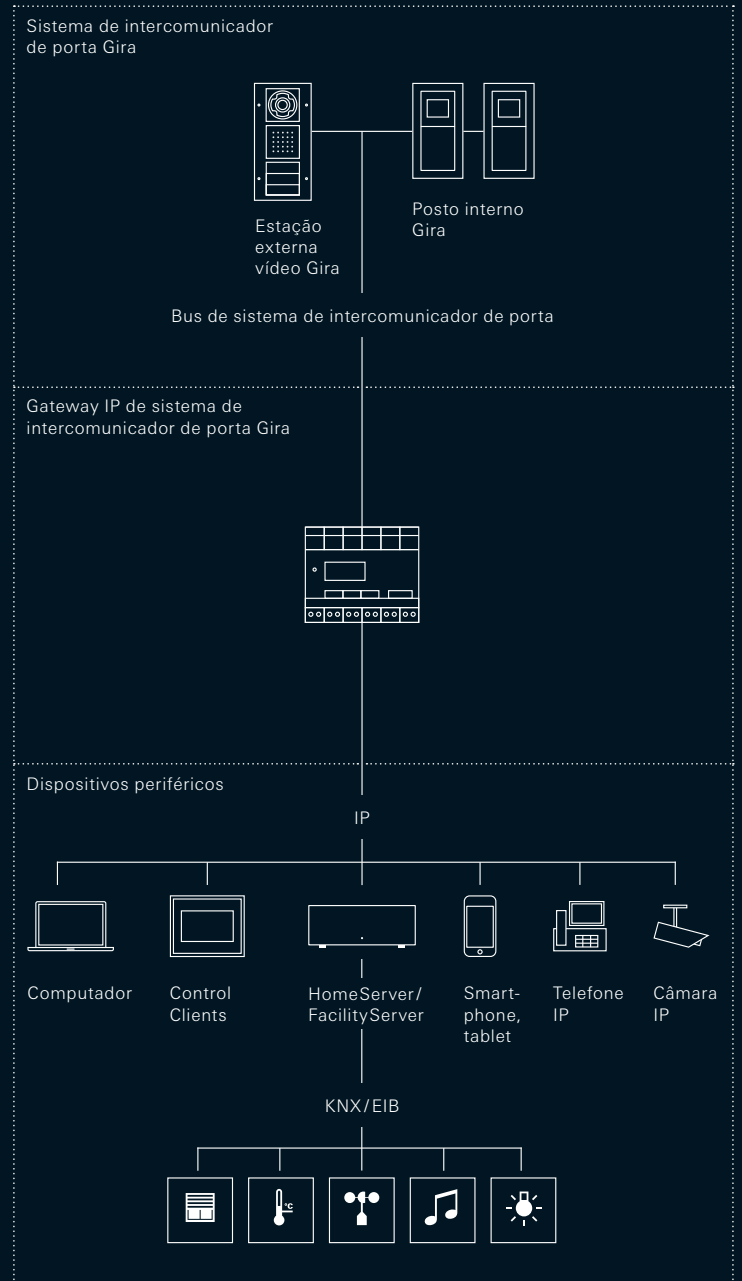 Sistema de intercomunicador
de porta Gira
Estação
externa
vídeo Gira
Posto interno
Gira
Bus de sistema de intercomunicador de porta
Gateway IP de sistema de
intercomunicador de porta Gira
Dispositivos periféricos
IP
Computador
Control
Clients
HomeServer/
FacilityServer
Smart-
phone,
tablet
Telefone
IP
Câmara
IP
KNX/EIB
°C